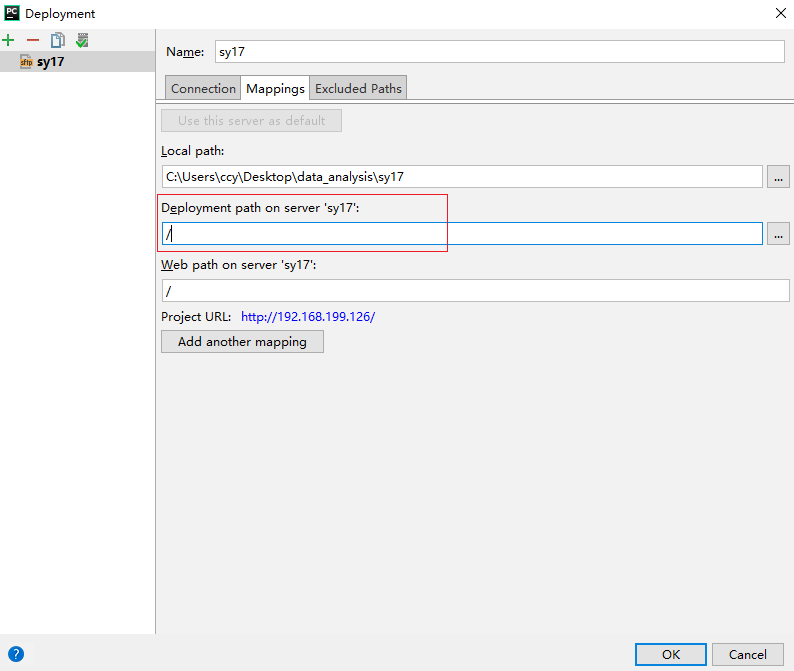 PC Deployment
sftp sy17
Name: sy17
Connection Mappings Excluded Paths
Use this server as default
Local path:
C:\Users\ccy\Desktop\data_analysis\sy17 ...
Deployment path on server 'sy17':
/ ...
Web path on server 'sy17':
/
Project URL: http://192.168.199.126/
Add another mapping
? OK Cancel